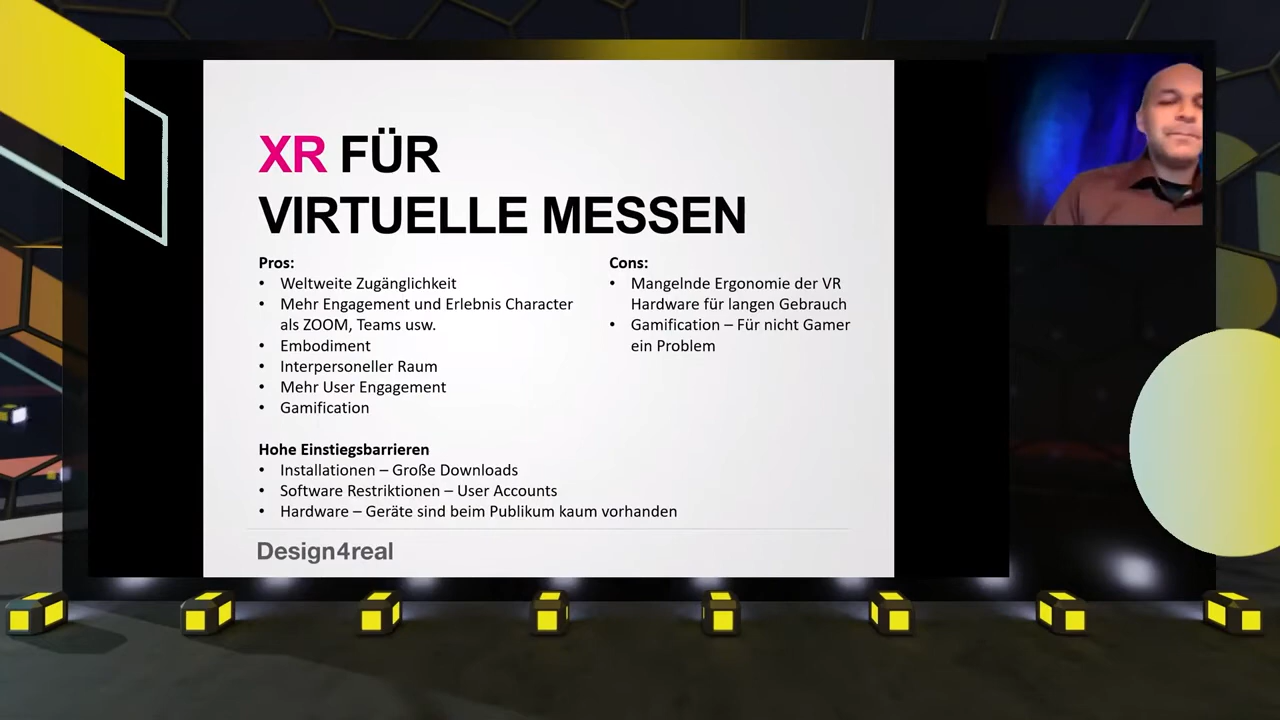 XR FÜR
VIRTUELLE MESSEN
Pros:
• Weltweite Zugänglichkeit
• Mehr Engagement und Erlebnis Character
als ZOOM, Teams usw.
• Embodiment
• Interpersoneller Raum
• Mehr User Engagement
• Gamification
Cons:
• Mangelnde Ergonomie der VR
Hardware für langen Gebrauch
• Gamification – Für nicht Gamer
ein Problem
Hohe Einstiegsbarrieren
• Installationen – Große Downloads
• Software Restriktionen – User Accounts
• Hardware – Geräte sind beim Publikum kaum vorhanden
Design4real